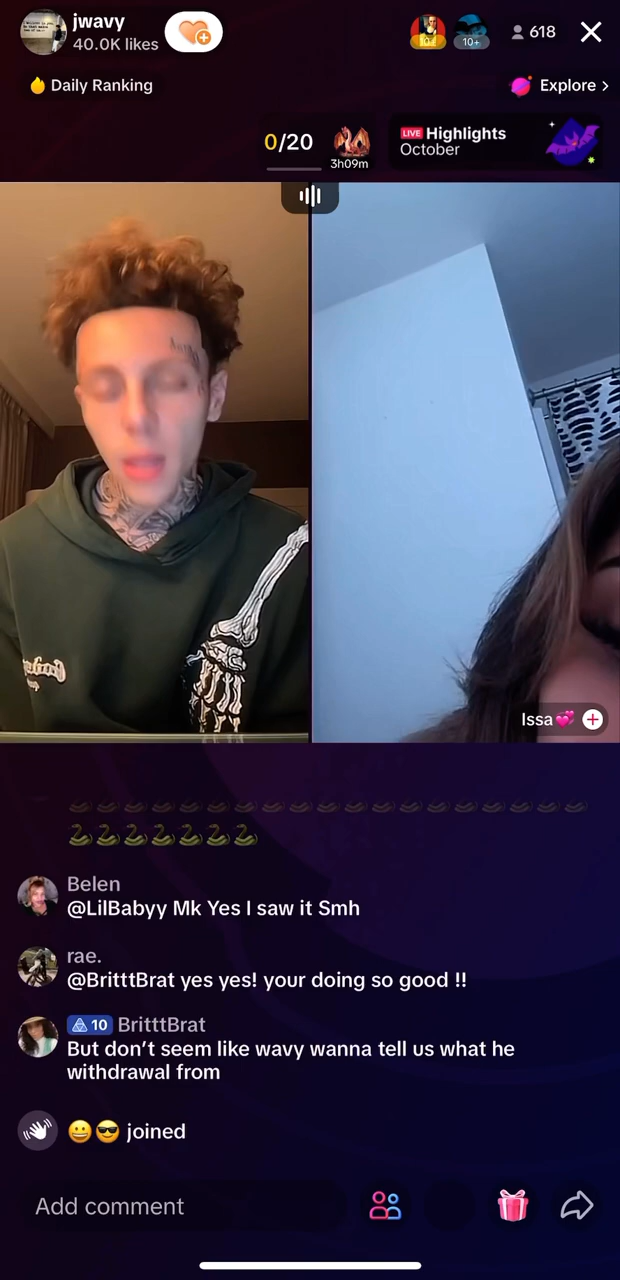 jwavy
40.0K likes
10+
10+
618
Daily Ranking
Explore >
0/20
3h09m
LIVE Highlights
October
Issa💕
🐍🐍🐍🐍🐍🐍🐍🐍🐍🐍🐍🐍🐍🐍🐍🐍🐍🐍🐍
🐍🐍🐍🐍🐍🐍🐍
Belen
@LilBabyy Mk Yes I saw it Smh
rae.
@BritttBrat yes yes! your doing so good !!
10 BritttBrat
But don’t seem like wavy wanna tell us what he
withdrawal from
😀😎 joined
Add comment